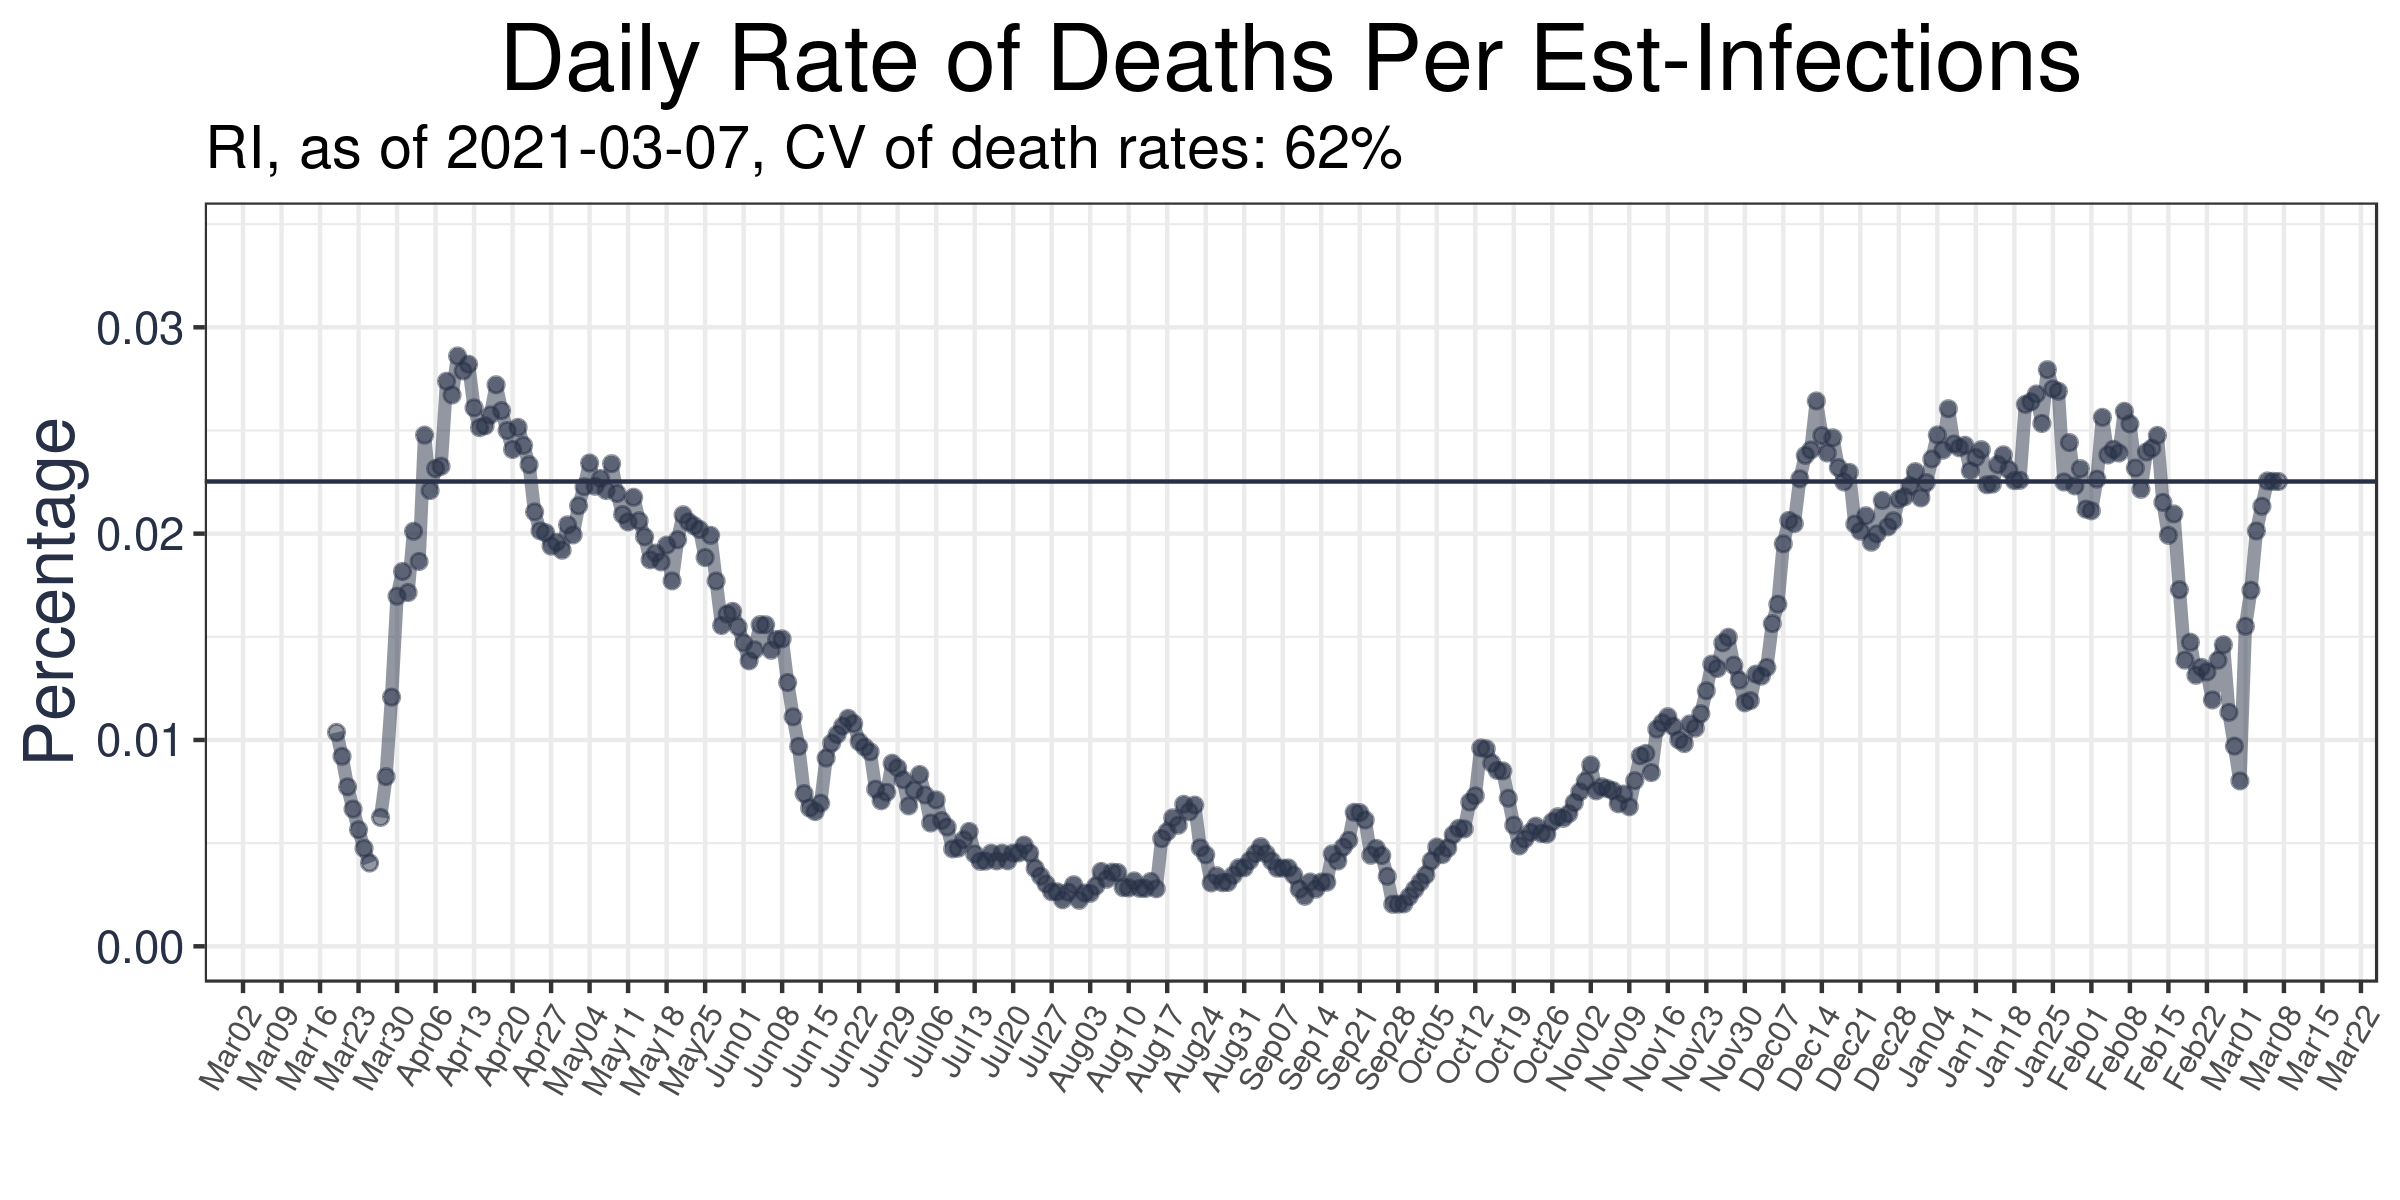 Daily Rate of Deaths Per Est-Infections
RI, as of 2021-03-07, CV of death rates: 62%
Percentage
0.03
0.02
0.01
0.00
Mar02
Mar09
Mar16
Mar23
Mar30
Apr06
Apr13
Apr20
Apr27
May04
May11
May18
May25
Jun01
Jun08
Jun15
Jun22
Jun29
Jul06
Jul13
Jul20
Jul27
Aug03
Aug10
Aug17
Aug24
Aug31
Sep07
Sep14
Sep21
Sep28
Oct05
Oct12
Oct19
Oct26
Nov02
Nov09
Nov16
Nov23
Nov30
Dec07
Dec14
Dec21
Dec28
Jan04
Jan11
Jan18
Jan25
Feb01
Feb08
Feb15
Feb22
Mar01
Mar08
Mar15
Mar22